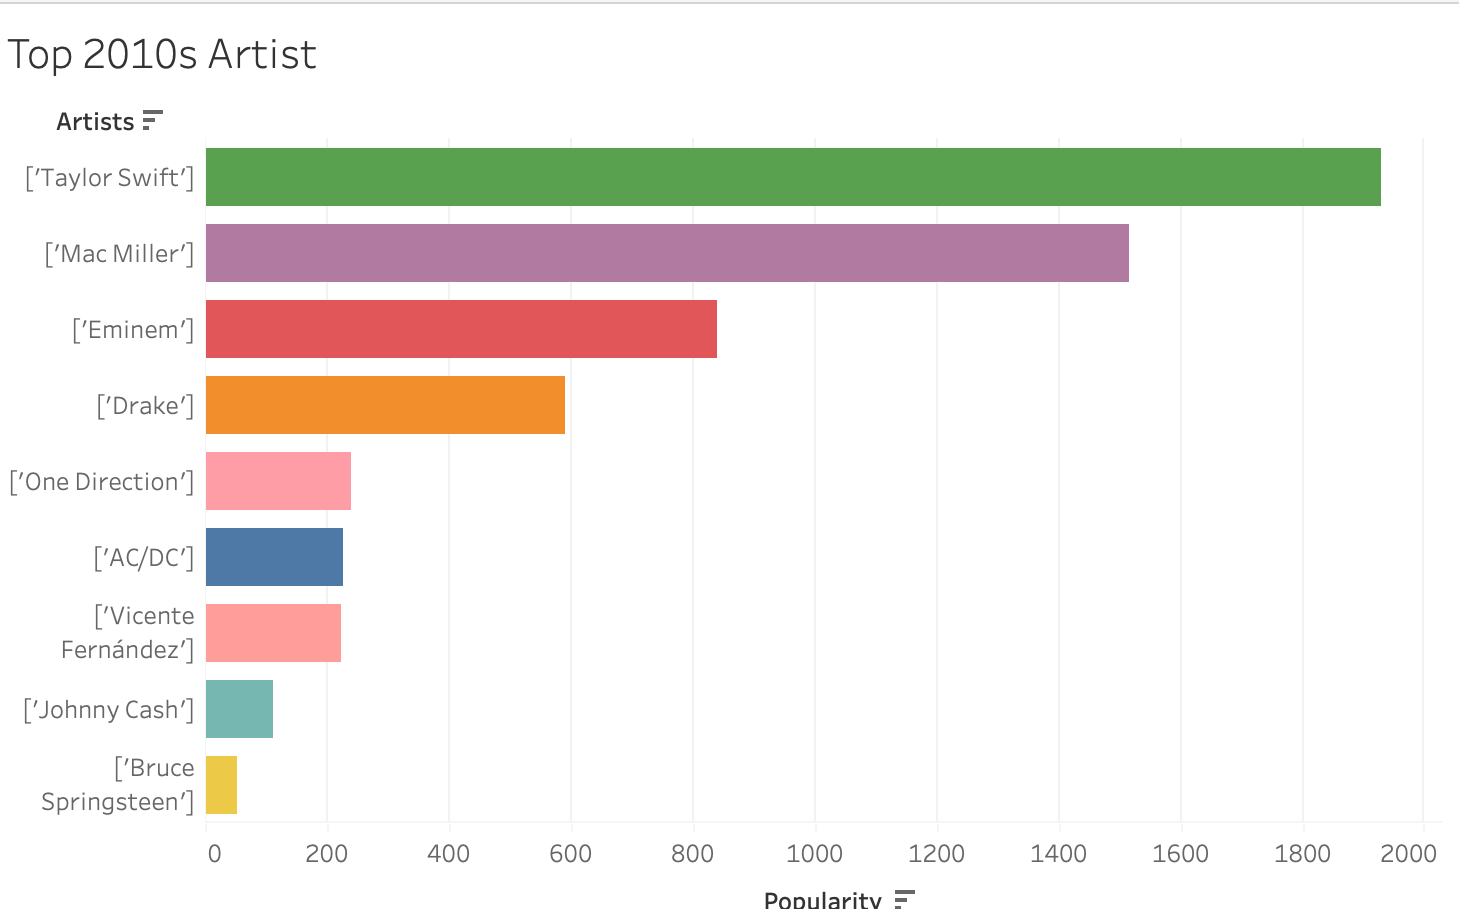 Top 2010s Artist
Artists
['Taylor Swift']
['Mac Miller']
['Eminem']
['Drake']
['One Direction']
['AC/DC']
['Vicente
Fernández']
['Johnny Cash']
['Bruce
Springsteen']
0 200 400 600 800 1000 1200 1400 1600 1800 2000
Popularity